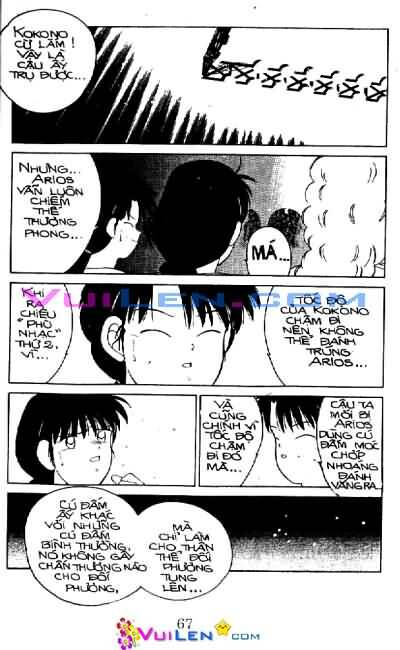 KOKONO
CỪ LẮM!
VẬY LÀ
CẬU ẤY
TRỤ ĐƯỢC...
NHƯNG...
ARIOS
VẪN LUÔN
CHIẾM
THẾ
THƯỢNG
PHONG...
MÁ...
KHI
RA
"CHIÊU
PHÙ
NHẠC"
THỨ 2,
VÌ...
TỐC ĐỘ
CỦA KOKONO
CHẬM ĐI
NÊN KHÔNG
THỂ ĐÁNH
TRÚNG
ARIOS...
VUILEN.COM
CẬU TA
MỚI BỊ
ARIOS
DÙNG CÚ
ĐẤM MÓC
CHỚP
NHOÁNG
ĐÁNH
VĂNG RA.
VÀ
CŨNG
CHÍNH VÌ
TỐC ĐỘ
CHẬM
ĐI ĐÓ
MÀ...
CÚ ĐẤM
ẤY KHÁC
VỚI NHỮNG
CÚ ĐẤM
BÌNH THƯỜNG,
NÓ KHÔNG GÂY
CHẤN THƯƠNG NÀO
CHO ĐỐI
PHƯƠNG,
MÀ
CHỈ LÀM
CHO THÂN
THỂ ĐỐI
PHƯƠNG
TUNG
LÊN...
67
VUILEN.COM